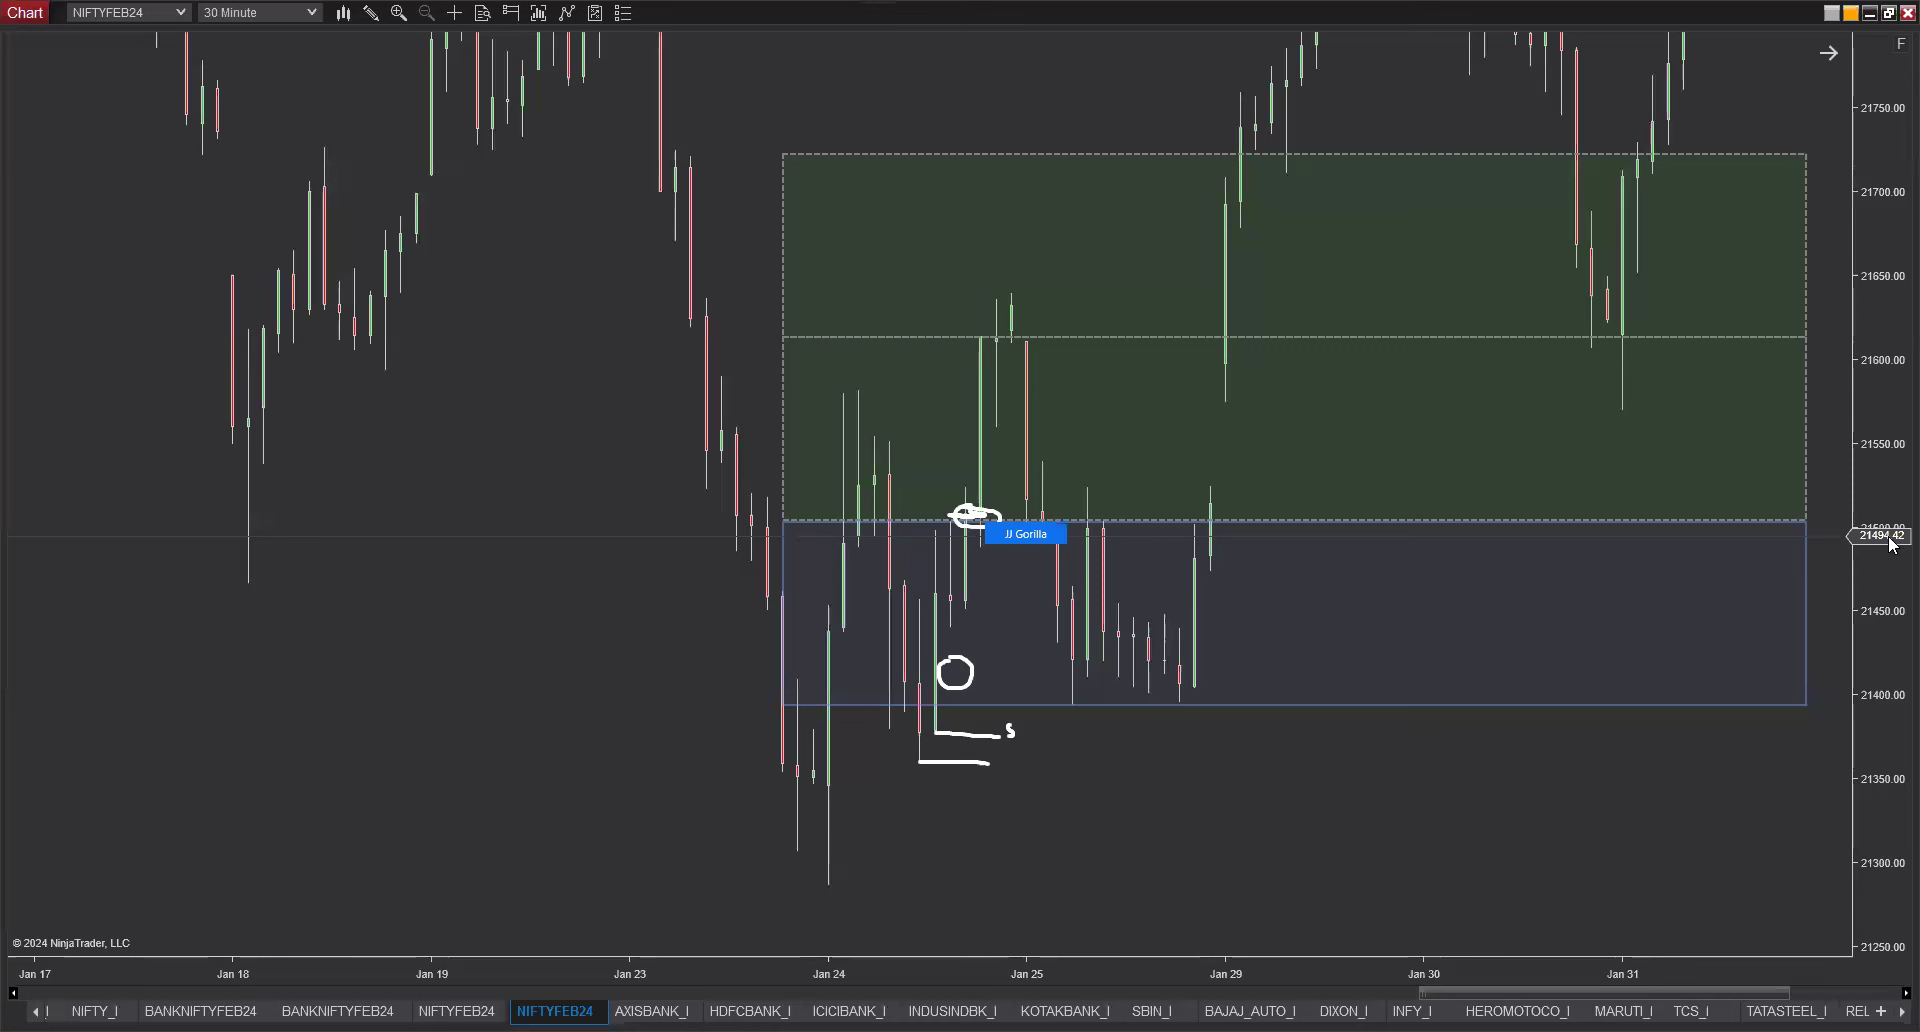 Chart NIFTYFEB24 30 Minute
F
21750.00
21700.00
21650.00
21600.00
21550.00
21500.00
JJ Gorilla
21494.42
21450.00
21400.00
s
21350.00
21300.00
© 2024 NinjaTrader, LLC
21250.00
Jan 17 Jan 18 Jan 19 Jan 23 Jan 24 Jan 25 Jan 29 Jan 30 Jan 31
I NIFTY_I BANKNIFTYFEB24 BANKNIFTYFEB24 NIFTYFEB24 NIFTYFEB24 AXISBANK_I HDFCBANK_I ICICIBANK_I INDUSINDBK_I KOTAKBANK_I SBIN_I BAJAJ_AUTO_I DIXON_I INFY_I HEROMOTOCO_I MARUTI_I TCS_I TATASTEEL_I REL +